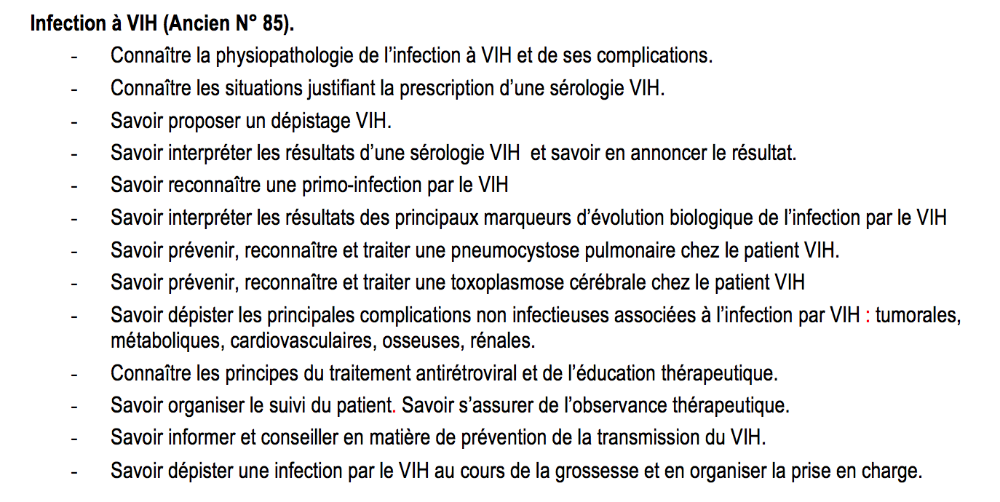 Infection à VIH (Ancien N° 85).
- Connaître la physiopathologie de l’infection à VIH et de ses complications.
- Connaître les situations justifiant la prescription d’une sérologie VIH.
- Savoir proposer un dépistage VIH.
- Savoir interpréter les résultats d’une sérologie VIH  et savoir en annoncer le résultat.
- Savoir reconnaître une primo-infection par le VIH
- Savoir interpréter les résultats des principaux marqueurs d’évolution biologique de l’infection par le VIH
- Savoir prévenir, reconnaître et traiter une pneumocystose pulmonaire chez le patient VIH.
- Savoir prévenir, reconnaître et traiter une toxoplasmose cérébrale chez le patient VIH
- Savoir dépister les principales complications non infectieuses associées à l’infection par VIH : tumorales,
métaboliques, cardiovasculaires, osseuses, rénales.
- Connaître les principes du traitement antirétroviral et de l’éducation thérapeutique.
- Savoir organiser le suivi du patient. Savoir s’assurer de l’observance thérapeutique.
- Savoir informer et conseiller en matière de prévention de la transmission du VIH.
- Savoir dépister une infection par le VIH au cours de la grossesse et en organiser la prise en charge.